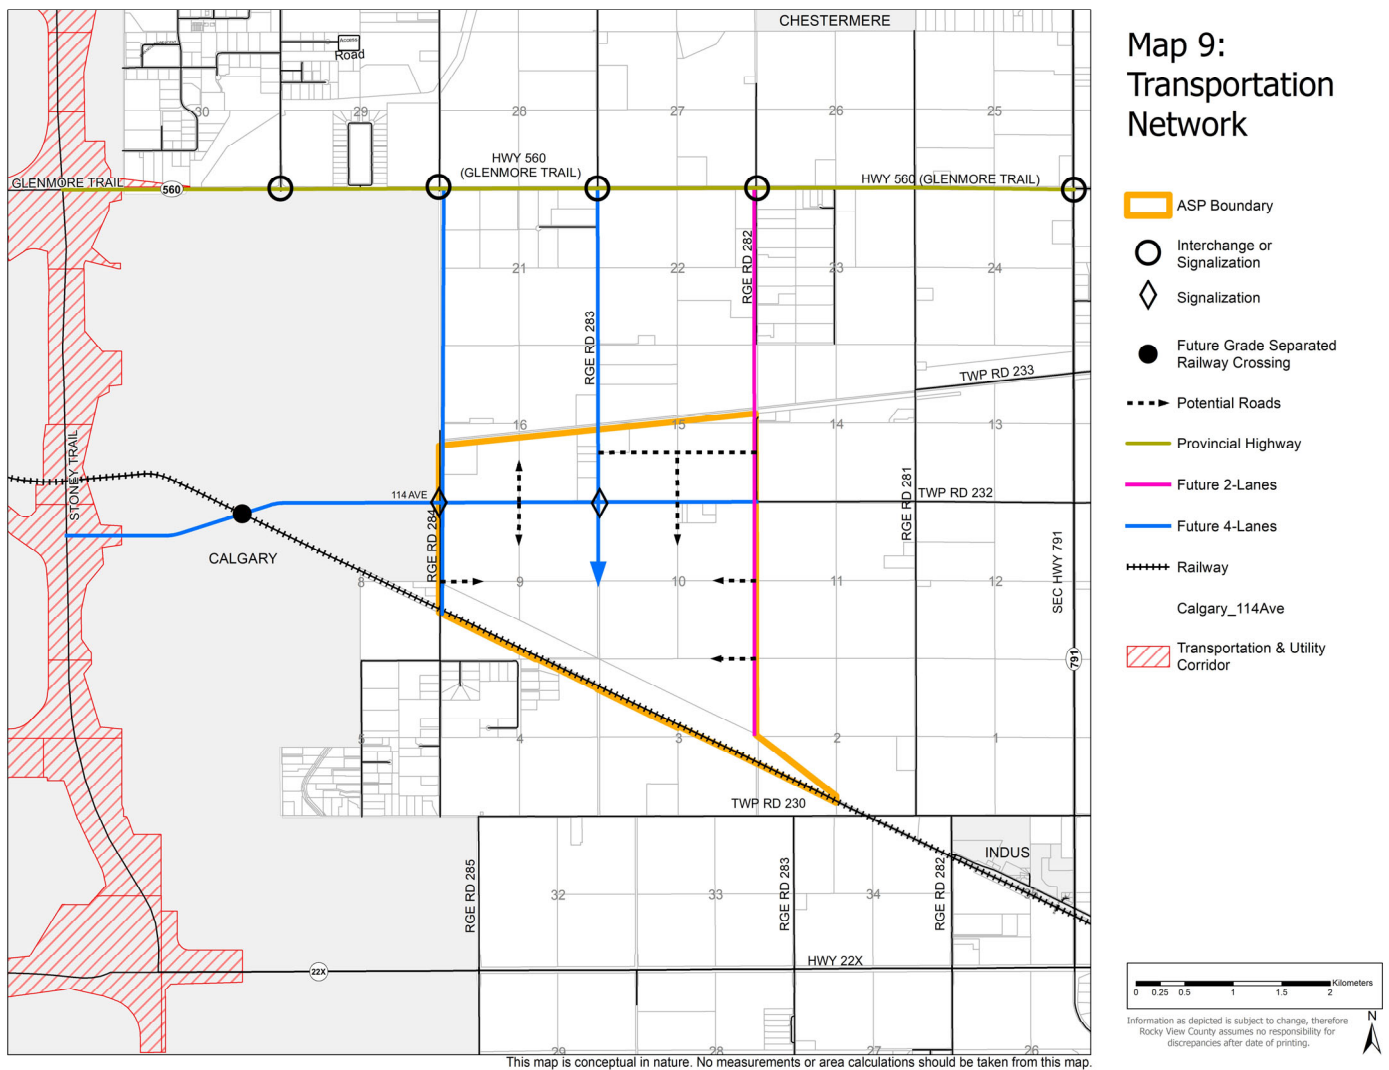 CHESTERMERE
Map 9:
Transportation
Network
Access
Road
30
29
28
27
26
25
HWY 560
(GLENMORE TRAIL)
GLENMORE TRAIL
560
HWY 560 (GLENMORE TRAIL)
ASP Boundary
Interchange or
Signalization
Signalization
Future Grade Separated
Railway Crossing
Potential Roads
Provincial Highway
Future 2-Lanes
Future 4-Lanes
Railway
Calgary_114Ave
Transportation & Utility
Corridor
RGE RD 282
21
22
23
24
RGE RD 283
TWP RD 233
16
15
14
13
STONEY TRAIL
114 AVE
TWP RD 232
RGE RD 281
RGE RD 284
CALGARY
SEC HWY 791
8
9
10
11
12
791
5
4
3
2
1
TWP RD 230
INDUS
RGE RD 285
RGE RD 283
RGE RD 282
32
33
34
HWY 22X
22X
29
28
27
26
0 0.25 0.5 1 1.5 2 Kilometers
Information as depicted is subject to change, therefore
Rocky View County assumes no responsibility for
discrepancies after date of printing.
N
This map is conceptual in nature. No measurements or area calculations should be taken from this map.